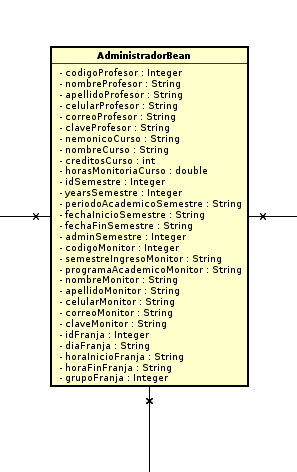 AdministradorBean
- codigoProfesor : Integer
- nombreProfesor : String
- apellidoProfesor : String
- celularProfesor : String
- correoProfesor : String
- claveProfesor : String
- nemonicoCurso : String
- nombreCurso : String
- creditosCurso : int
- horasMonitoriaCurso : double
- idSemestre : Integer
- yearsSemestre : Integer
- periodoAcademicoSemestre : String
- fechaInicioSemestre : String
- fechaFinSemestre : String
- adminSemestre : Integer
- codigoMonitor : Integer
- semestreIngresoMonitor : String
- programaAcademicoMonitor : String
- nombreMonitor : String
- apellidoMonitor : String
- celularMonitor : String
- correoMonitor : String
- claveMonitor : String
- idFranja : Integer
- diaFranja : String
- horaInicioFranja : String
- horaFinFranja : String
- grupoFranja : Integer